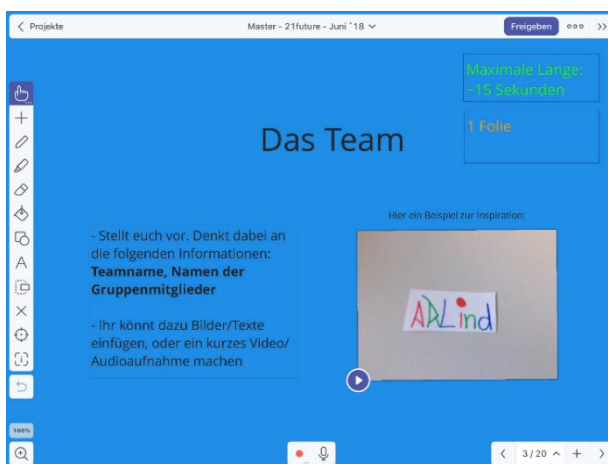 Projekte
Master - 21future - Juni ´18
Freigeben
Maximale Länge:
~15 Sekunden
1 Folie
Das Team
Hier ein Beispiel zur Inspiration:
- Stellt euch vor. Denkt dabei an
die folgenden Informationen:
Teamname, Namen der
Gruppenmitglieder
- Ihr könnt dazu Bilder/Texte
einfügen, oder ein kurzes Video/
Audioaufnahme machen
ARLind
100%
3/20